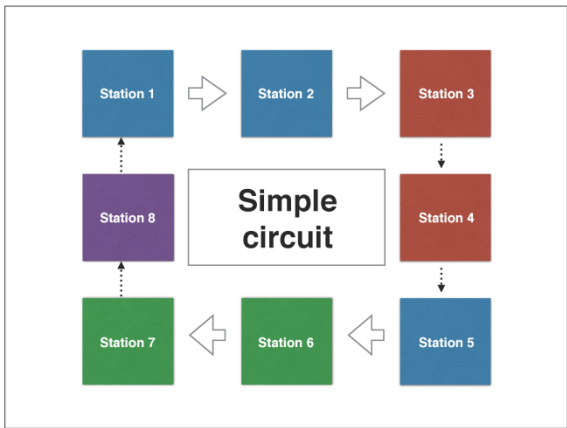 Station 1
Station 2
Station 3
Station 8
Simple
circuit
Station 4
Station 7
Station 6
Station 5